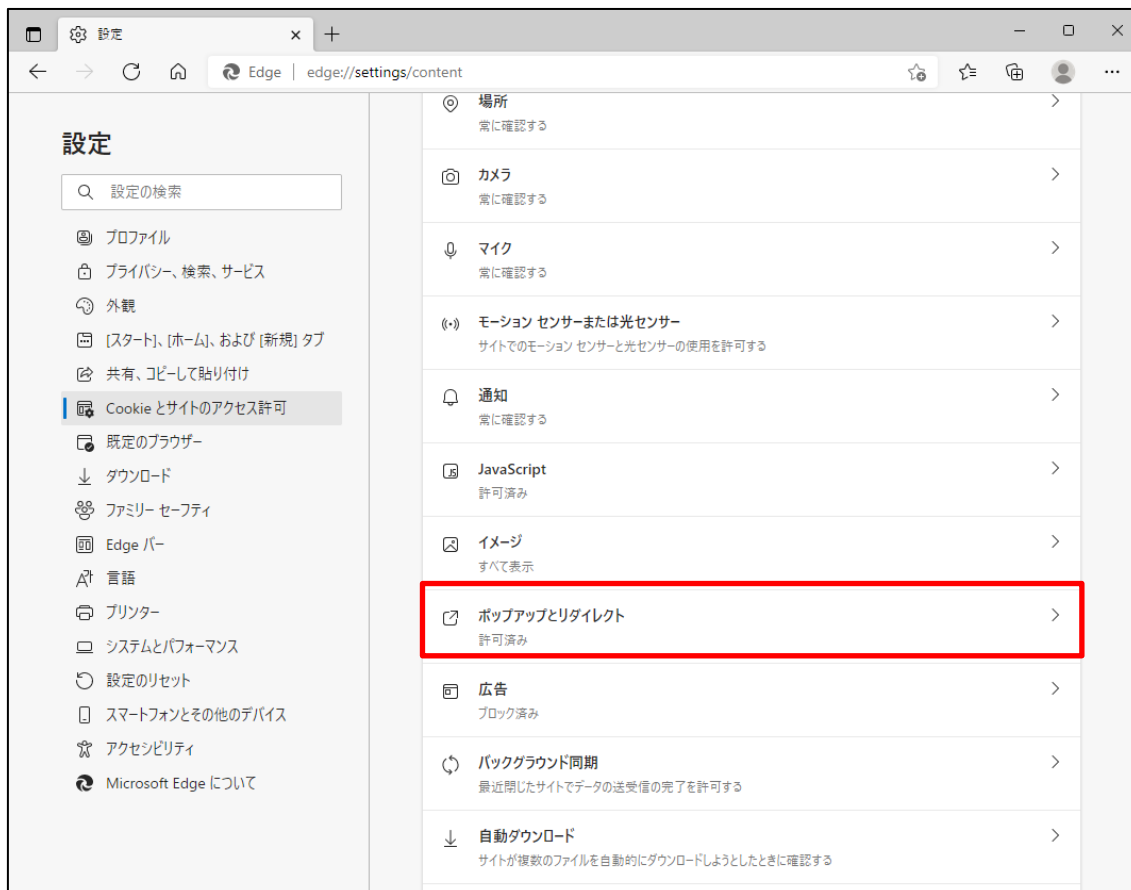 設定
Edge | edge://settings/content
設定
設定の検索
プロファイル
プライバシー、検索、サービス
外観
[スタート]、[ホーム]、および [新規] タブ
共有、コピーして貼り付け
Cookie とサイトのアクセス許可
既定のブラウザー
ダウンロード
ファミリー セーフティ
Edge バー
言語
プリンター
システムとパフォーマンス
設定のリセット
スマートフォンとその他のデバイス
アクセシビリティ
Microsoft Edge について
場所
常に確認する
カメラ
常に確認する
マイク
常に確認する
モーション センサーまたは光センサー
サイトでのモーション センサーと光センサーの使用を許可する
通知
常に確認する
JavaScript
許可済み
イメージ
すべて表示
ポップアップとリダイレクト
許可済み
広告
ブロック済み
バックグラウンド同期
最近閉じたサイトでデータの送受信の完了を許可する
自動ダウンロード
サイトが複数のファイルを自動的にダウンロードしようとしたときに確認する